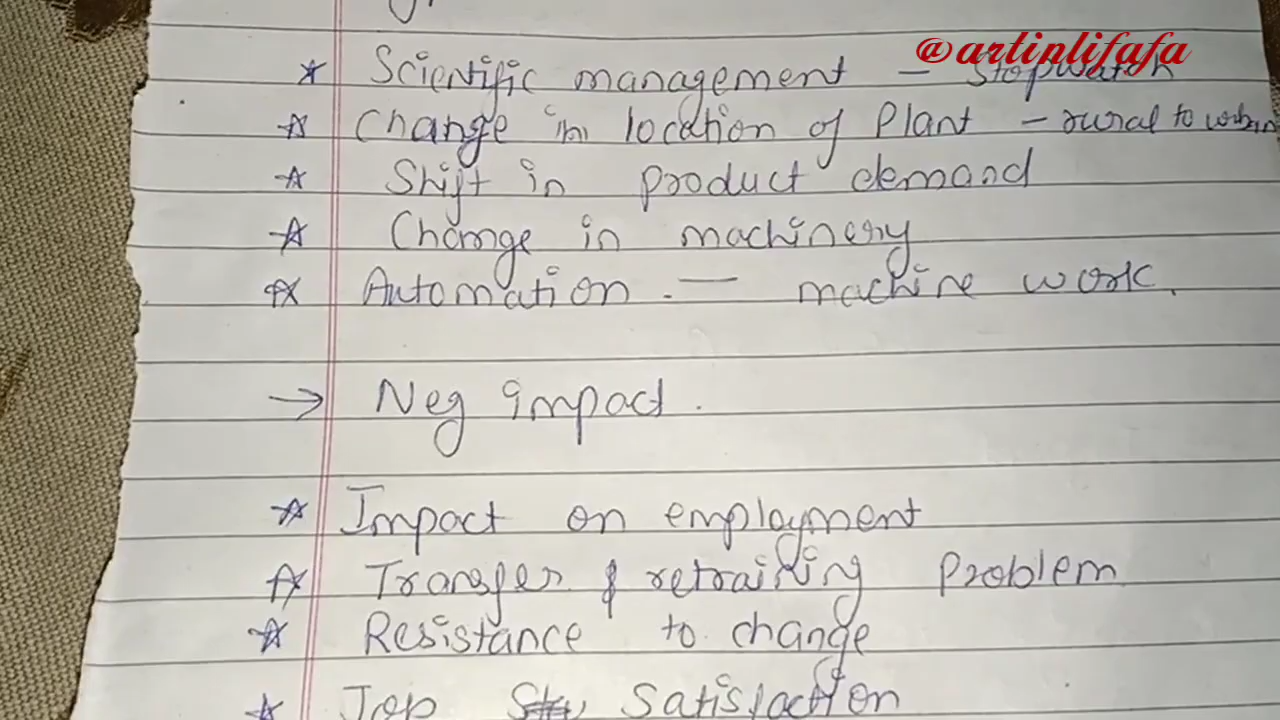 @artinlifafa
☆ Scientific management - Stopwatch
☆ Change in location of Plant - rural to urban
☆ Shift in product demand
☆ Change in machinery
☆ Automation. — machine work.
→ Neg impact.
☆ Impact on employment
☆ Transfer & retraining Problem
☆ Resistance to change
☆ Job Satisfaction